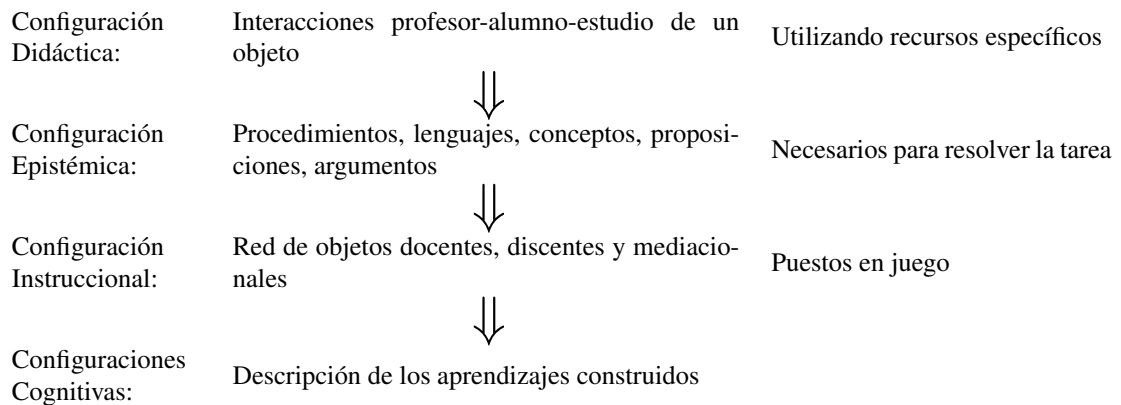 Configuración
Didáctica:
Interacciones profesor-alumno-estudio de un
objeto
Utilizando recursos específicos
Configuración
Epistémica:
Procedimientos, lenguajes, conceptos, proposi-
ciones, argumentos
Necesarios para resolver la tarea
Configuración
Instruccional:
Red de objetos docentes, discentes y mediacio-
nales
Puestos en juego
Configuraciones
Cognitivas:
Descripción de los aprendizajes construidos